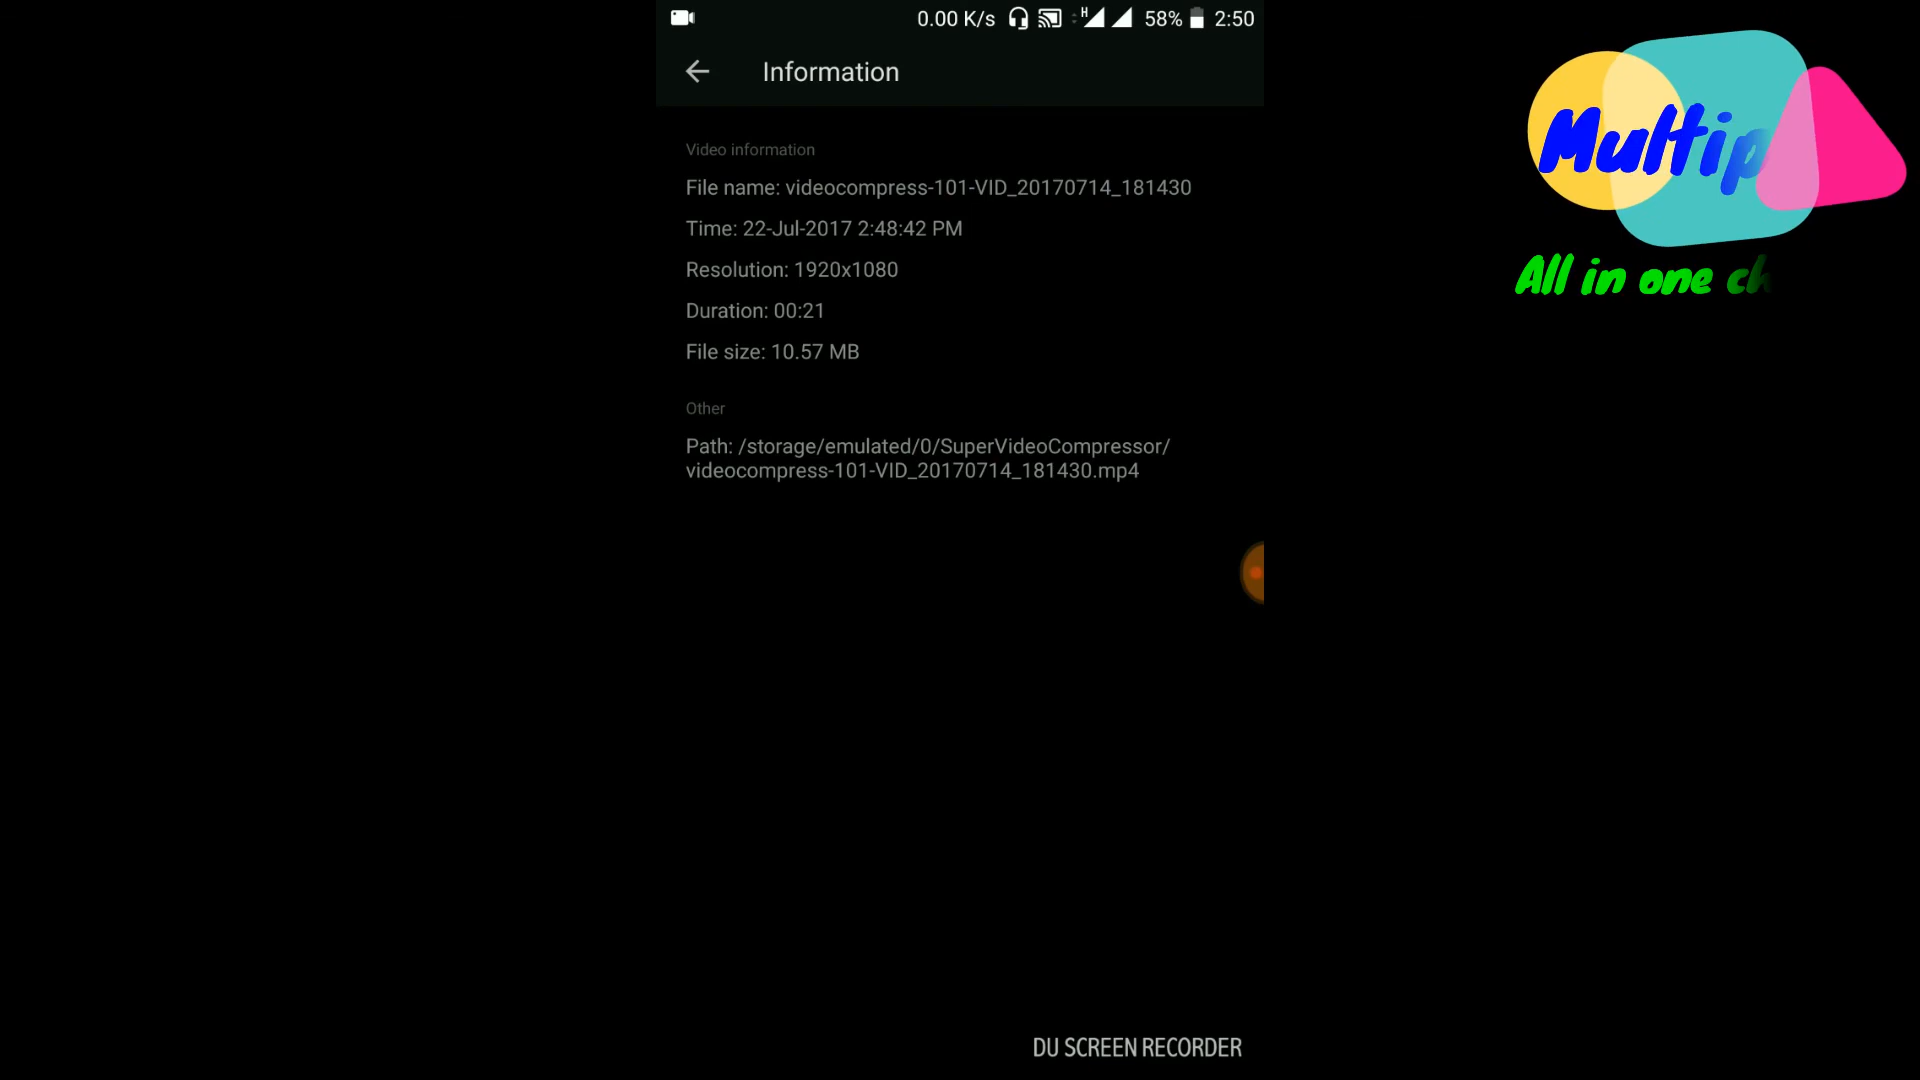 0.00 K/s H 58% 2:50
Information
Video information
File name: videocompress-101-VID_20170714_181430
Time: 22-Jul-2017 2:48:42 PM
Resolution: 1920x1080
Duration: 00:21
File size: 10.57 MB
Other
Path: /storage/emulated/0/SuperVideoCompressor/
videocompress-101-VID_20170714_181430.mp4
Multip
All in one ch
DU SCREEN RECORDER